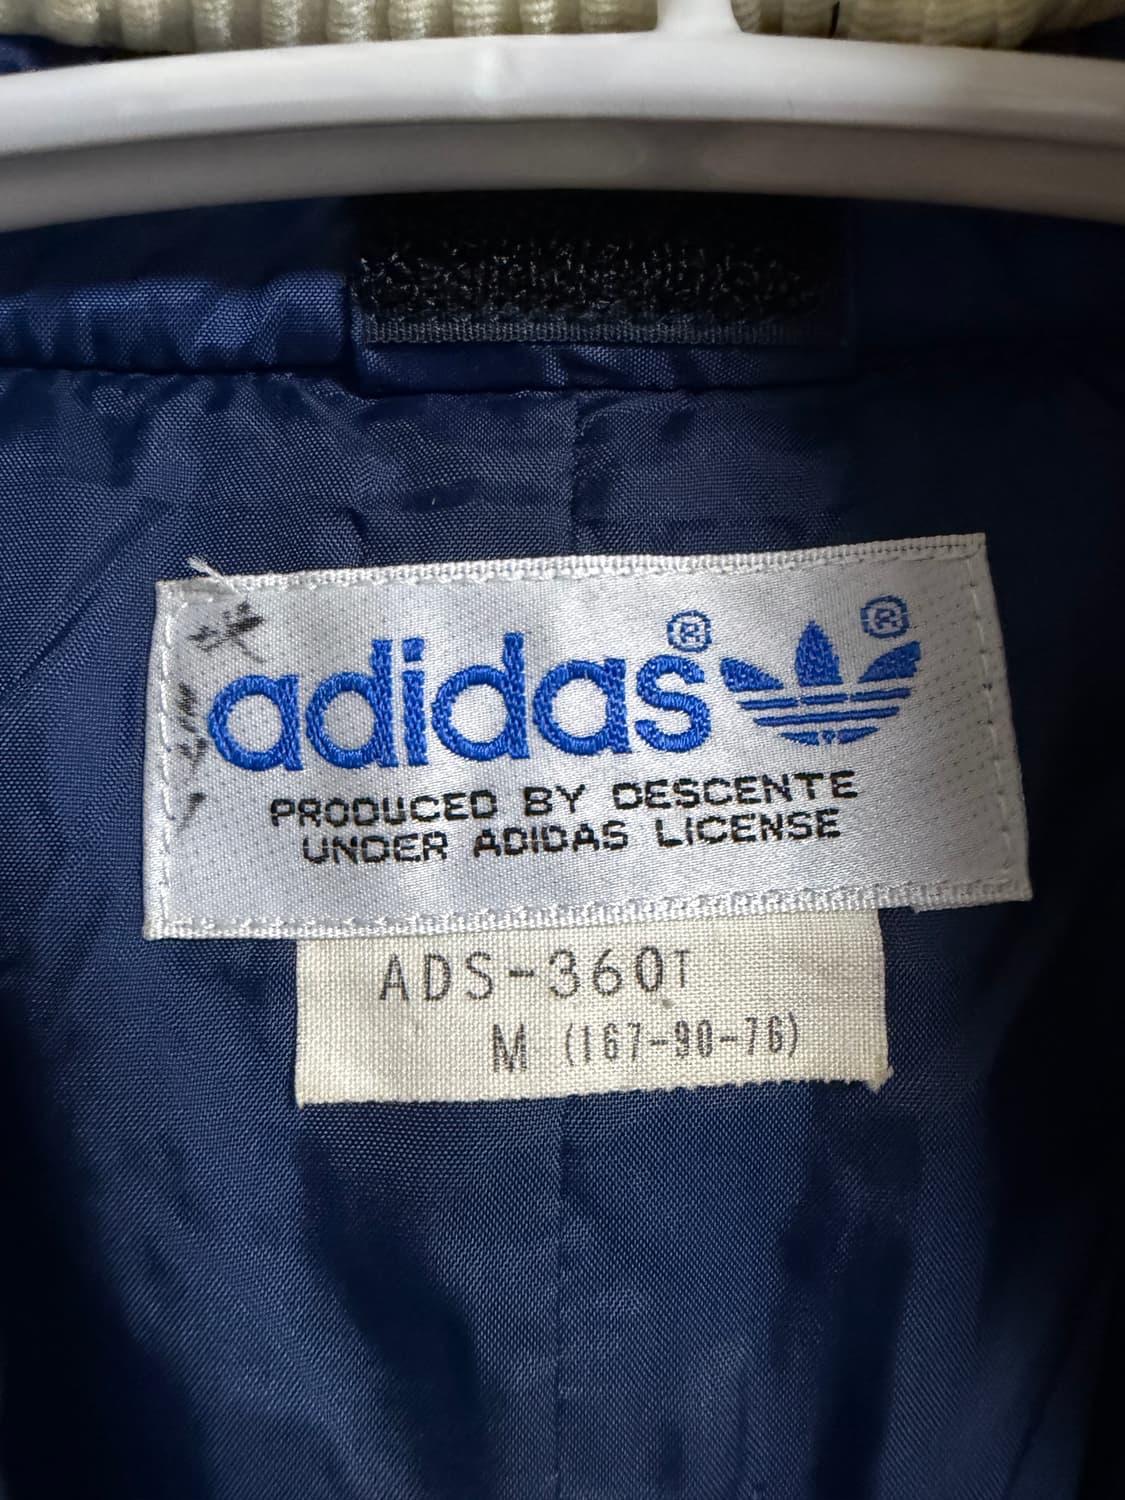 adidas®
®
PRODUCED BY DESCENTE
UNDER ADIDAS LICENSE
ADS-360T
M (167-90-76)